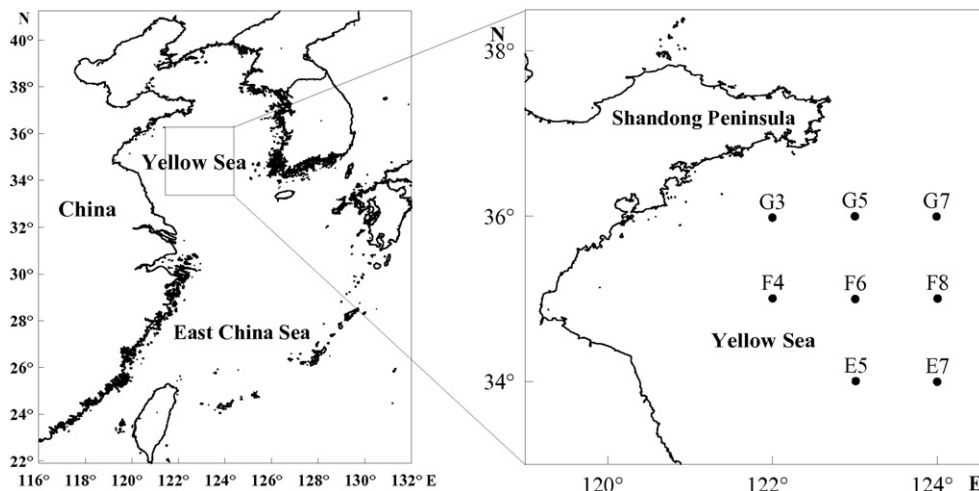 N
40°
38°
36°
34°
32°
30°
28°
26°
24°
22°
116° 118° 120° 122° 124° 126° 128° 130° 132° E
Yellow Sea
China
East China Sea
N
38°
36°
34°
120° 122° 124° E
Shandong Peninsula
G3 G5 G7
F4 F6 F8
Yellow Sea
E5 E7